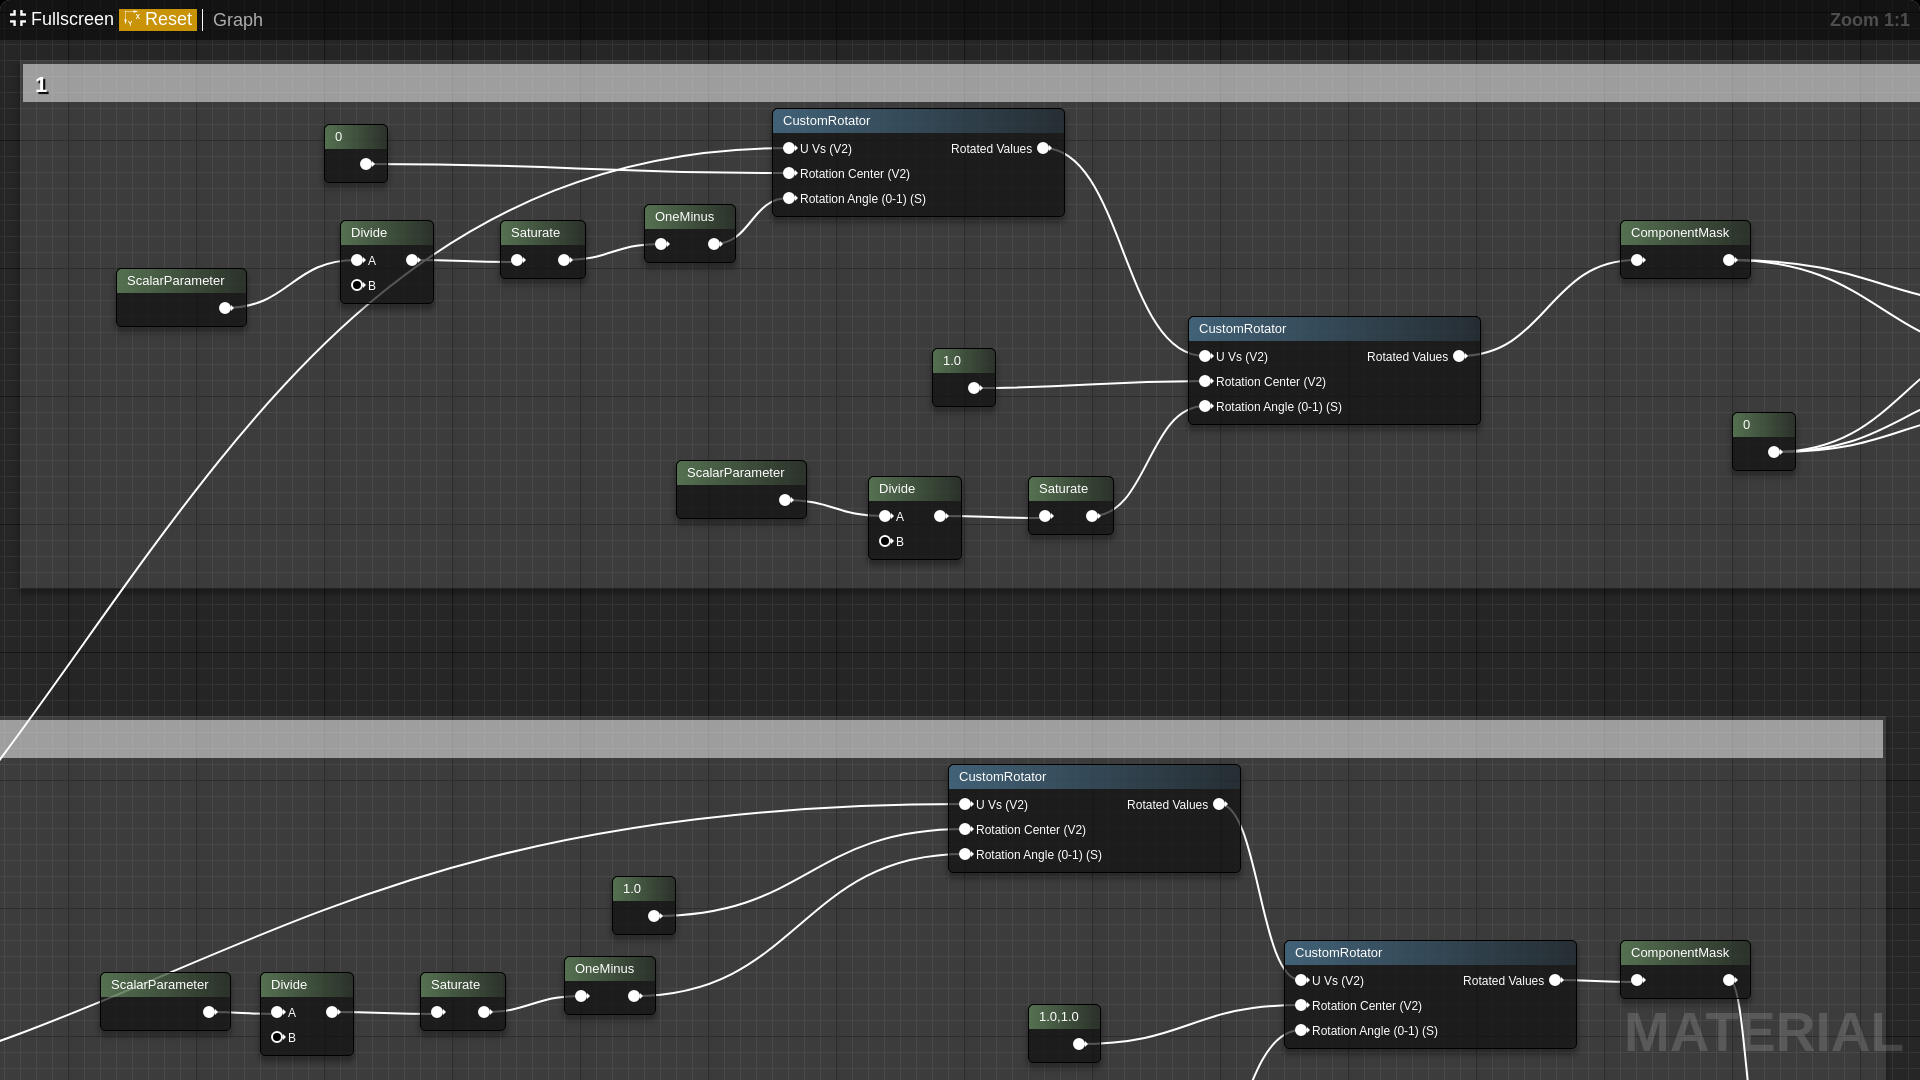 Fullscreen Reset Graph Zoom 1:1
1
CustomRotator
U Vs (V2) Rotated Values
Rotation Center (V2)
Rotation Angle (0-1) (S)
0
OneMinus
Divide
A
B
Saturate
ScalarParameter
ComponentMask
CustomRotator
U Vs (V2) Rotated Values
Rotation Center (V2)
Rotation Angle (0-1) (S)
1.0
0
ScalarParameter
Divide
A
B
Saturate
CustomRotator
U Vs (V2) Rotated Values
Rotation Center (V2)
Rotation Angle (0-1) (S)
1.0
OneMinus
ScalarParameter
Divide
A
B
Saturate
CustomRotator
U Vs (V2) Rotated Values
Rotation Center (V2)
Rotation Angle (0-1) (S)
ComponentMask
1.0,1.0
MATERIAL